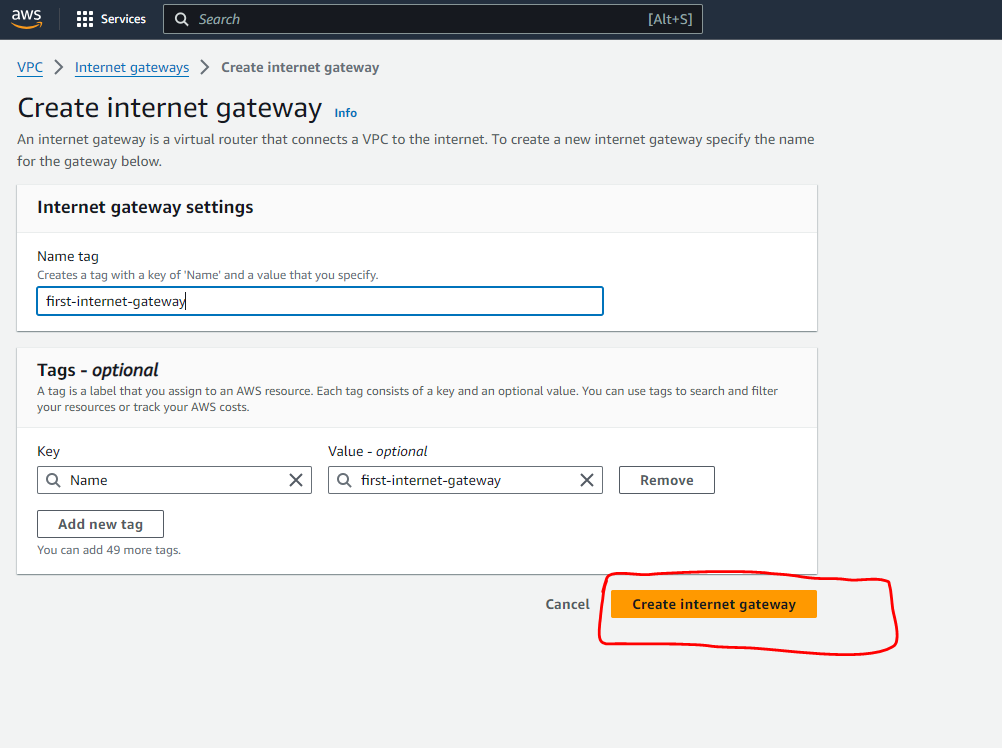 aws Services Search [Alt+S]
VPC > Internet gateways > Create internet gateway
Create internet gateway Info
An internet gateway is a virtual router that connects a VPC to the internet. To create a new internet gateway specify the name
for the gateway below.
Internet gateway settings
Name tag
Creates a tag with a key of 'Name' and a value that you specify.
first-internet-gateway
Tags - optional
A tag is a label that you assign to an AWS resource. Each tag consists of a key and an optional value. You can use tags to search and filter
your resources or track your AWS costs.
Key Value - optional
Name first-internet-gateway Remove
Add new tag
You can add 49 more tags.
Cancel Create internet gateway